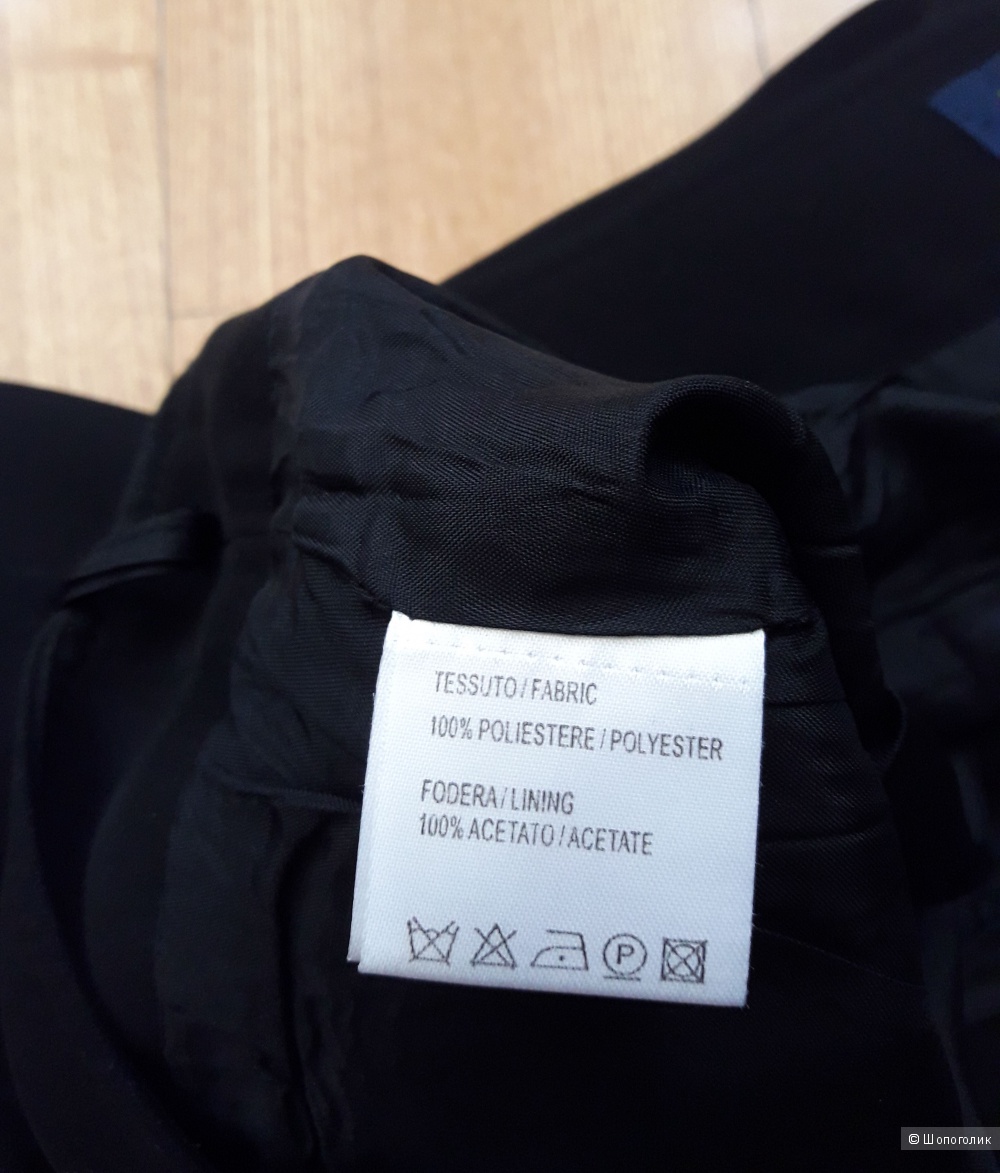 TESSUTO / FABRIC
100% POLIESTERE / POLYESTER
FODERA / LINING
100% ACETATO / ACETATE
P
© Шопоголик